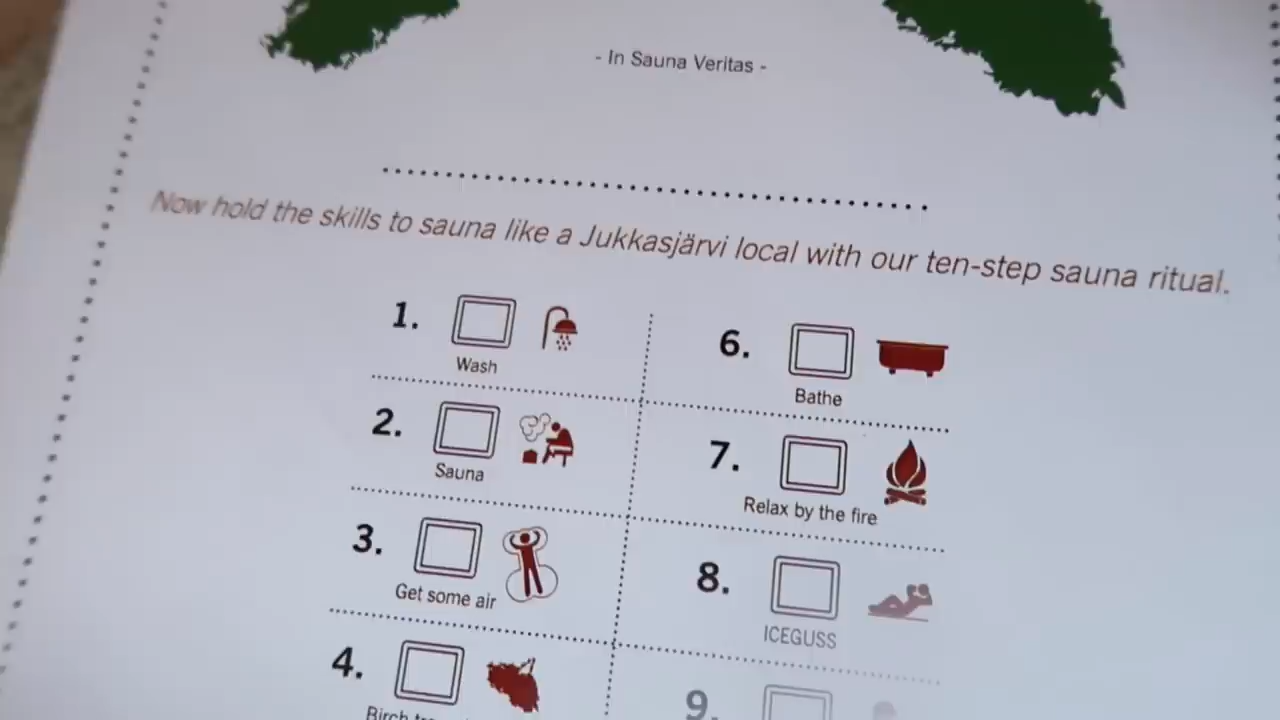 - In Sauna Veritas -
Now hold the skills to sauna like a Jukkasjärvi local with our ten-step sauna ritual.
1.
Wash
2.
Sauna
3.
Get some air
4.
Birch
6.
Bathe
7.
Relax by the fire
8.
ICEGUSS
9.